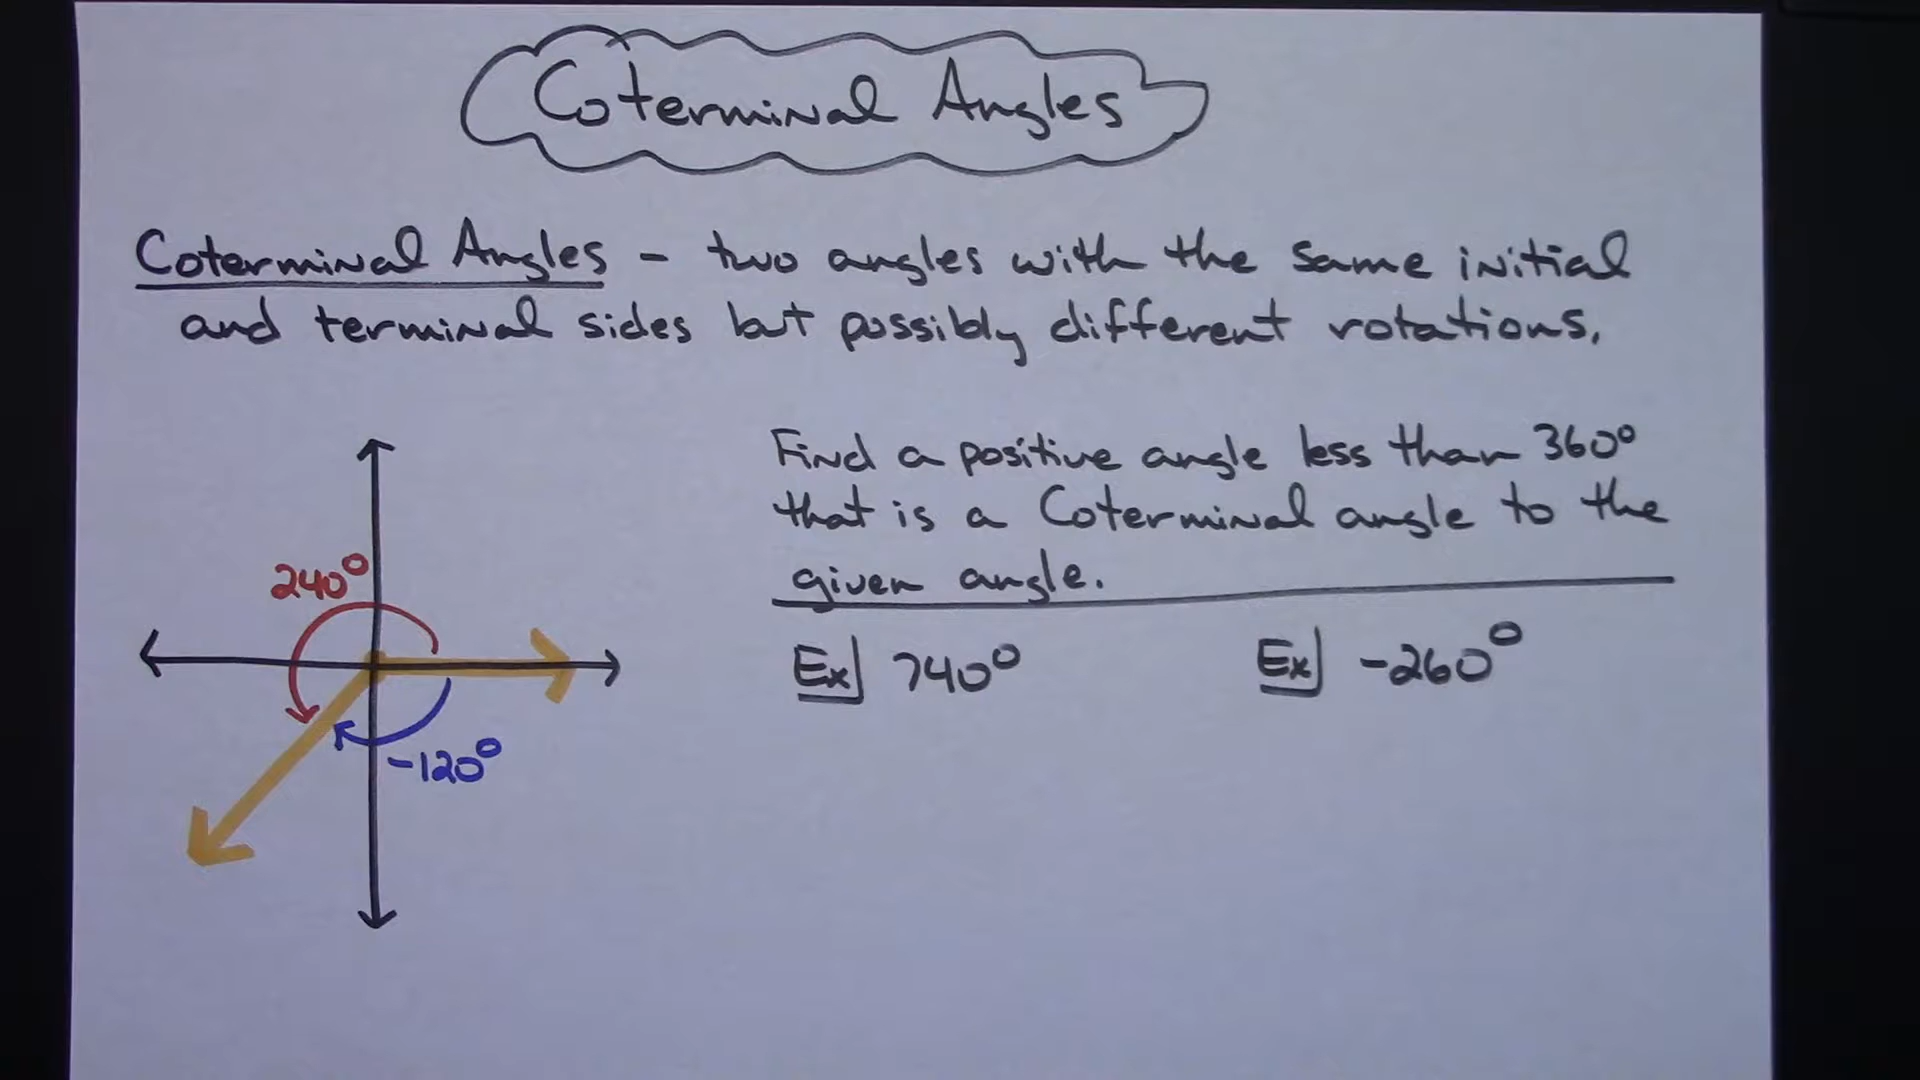 Coterminal Angles
Coterminal Angles - two angles with the same initial
and terminal sides but possibly different rotations.
Find a positive angle less than 360°
that is a Coterminal angle to the
given angle.
240°
Ex] 740°
Ex] -260°
-120°